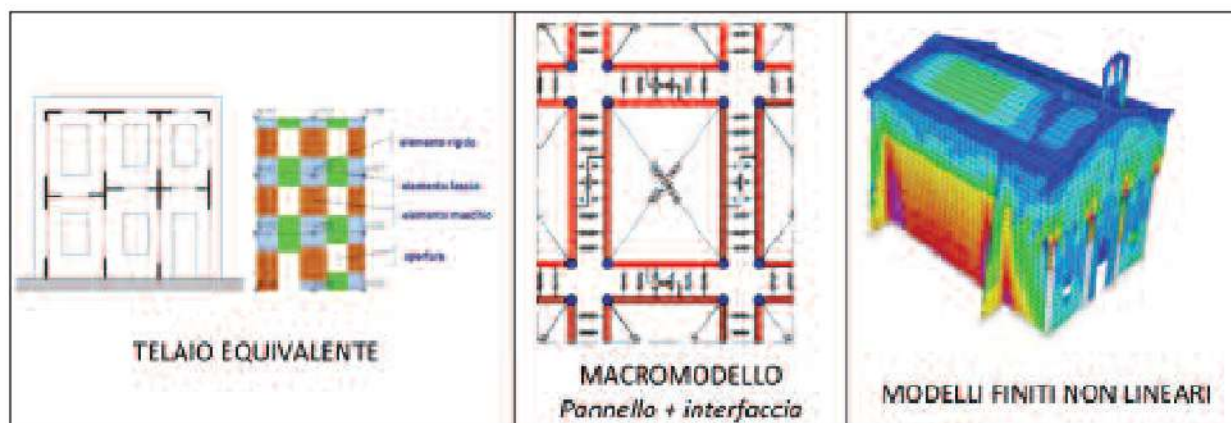 elemento rigido
elemento fascia
elemento maschio
apertura
TELAIO EQUIVALENTE
MACROMODELLO
Pannello + interfaccia
MODELLI FINITI NON LINEARI